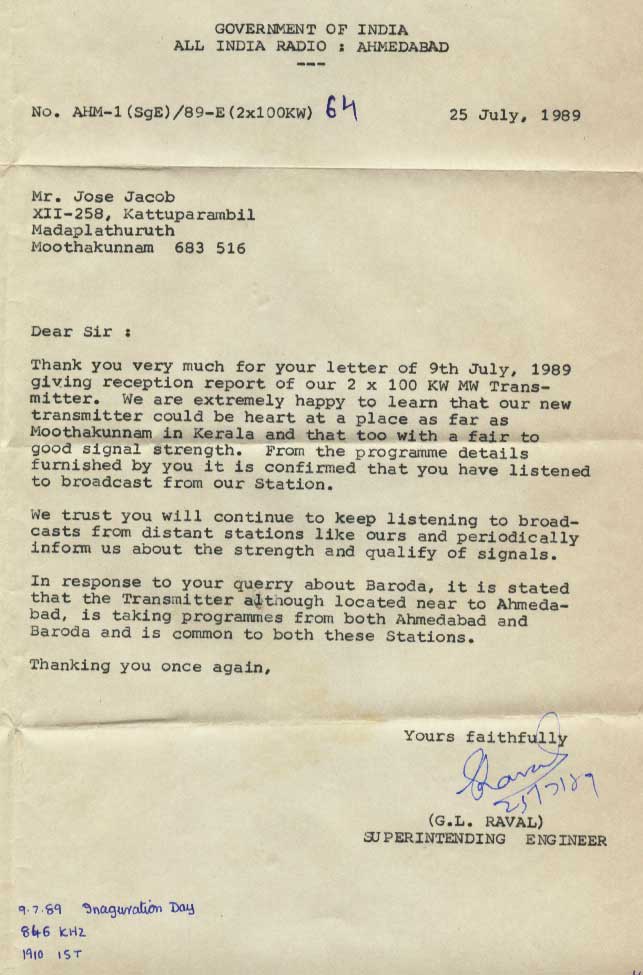 GOVERNMENT OF INDIA
ALL INDIA RADIO : AHMEDABAD
---
No. AHM-1(SgE)/89-E(2x100KW) 64 25 July, 1989
Mr. Jose Jacob
XII-258, Kattuparambil
Madaplathuruth
Moothakunnam 683 516
Dear Sir :
Thank you very much for your letter of 9th July, 1989
giving reception report of our 2 x 100 KW MW Trans-
mitter. We are extremely happy to learn that our new
transmitter could be heart at a place as far as
Moothakunnam in Kerala and that too with a fair to
good signal strength. From the programme details
furnished by you it is confirmed that you have listened
to broadcast from our Station.
We trust you will continue to keep listening to broad-
casts from distant stations like ours and periodically
inform us about the strength and qualify of signals.
In response to your querry about Baroda, it is stated
that the Transmitter although located near to Ahmeda-
bad, is taking programmes from both Ahmedabad and
Baroda and is common to both these Stations.
Thanking you once again,
Yours faithfully
Raval
25/7/89
(G.L. RAVAL)
SUPERINTENDING ENGINEER
9.7.89 Inaguration Day
846 KHz
1910 IST